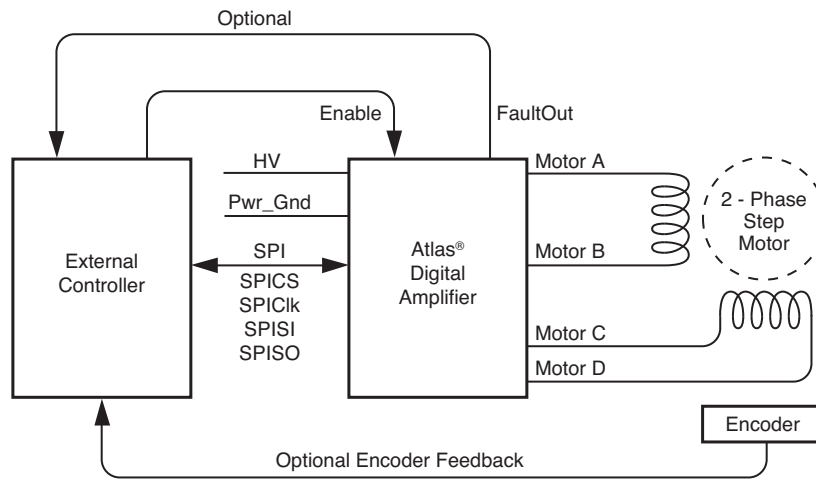 Optional
Enable
FaultOut
HV
Motor A
Pwr_Gnd
2 - Phase
Step
Motor
External
Controller
SPI
SPICS
SPIClk
SPISI
SPISO
Atlas®
Digital
Amplifier
Motor B
Motor C
Motor D
Encoder
Optional Encoder Feedback